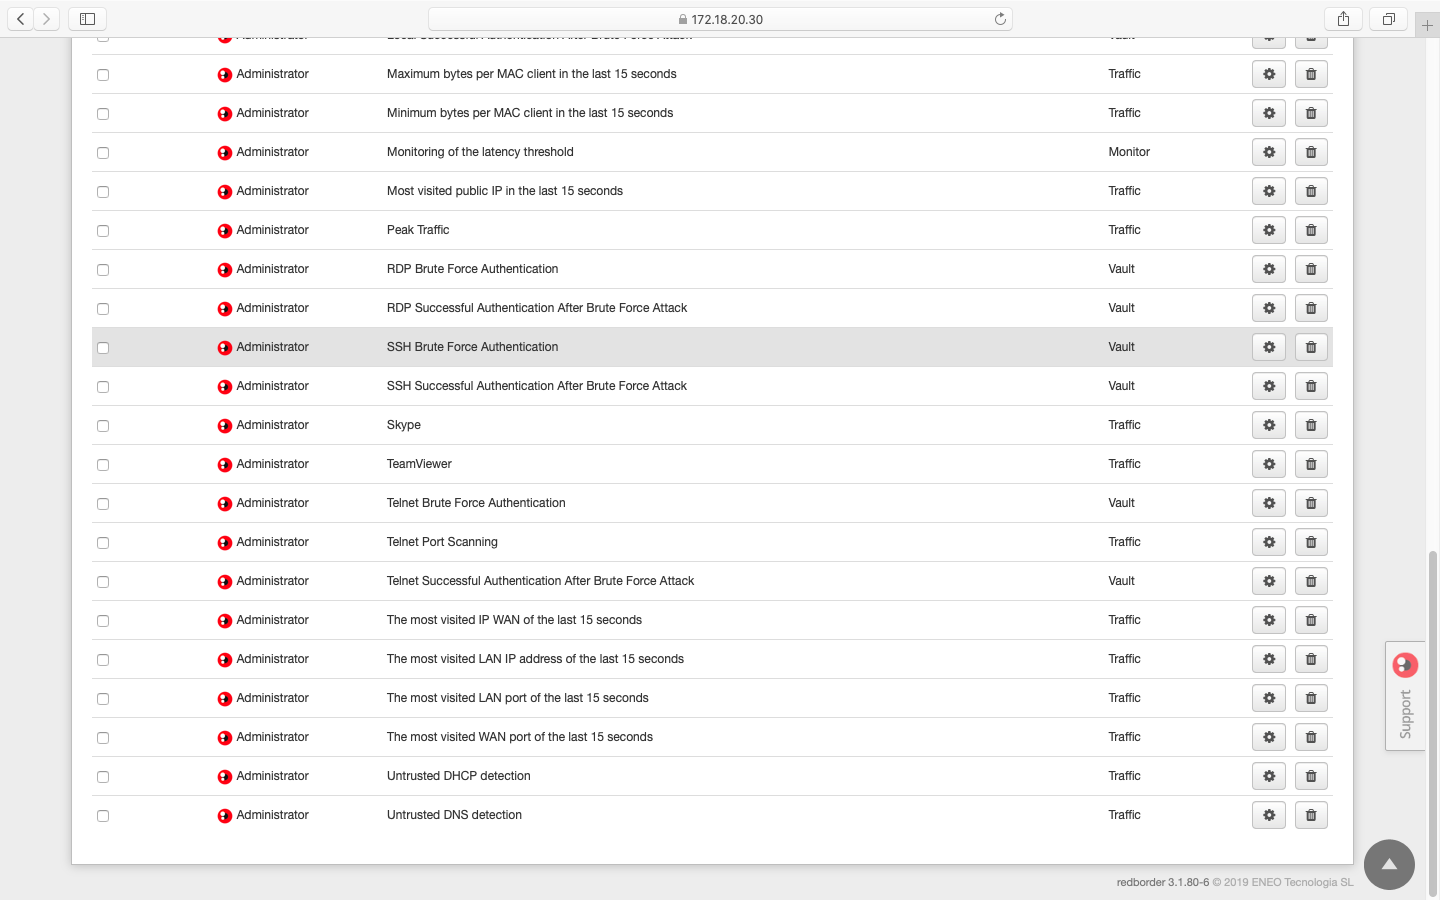 172.18.20.30
Administrator Maximum bytes per MAC client in the last 15 seconds Traffic
Administrator Minimum bytes per MAC client in the last 15 seconds Traffic
Administrator Monitoring of the latency threshold Monitor
Administrator Most visited public IP in the last 15 seconds Traffic
Administrator Peak Traffic Traffic
Administrator RDP Brute Force Authentication Vault
Administrator RDP Successful Authentication After Brute Force Attack Vault
Administrator SSH Brute Force Authentication Vault
Administrator SSH Successful Authentication After Brute Force Attack Vault
Administrator Skype Traffic
Administrator TeamViewer Traffic
Administrator Telnet Brute Force Authentication Vault
Administrator Telnet Port Scanning Traffic
Administrator Telnet Successful Authentication After Brute Force Attack Vault
Administrator The most visited IP WAN of the last 15 seconds Traffic
Administrator The most visited LAN IP address of the last 15 seconds Traffic
Administrator The most visited LAN port of the last 15 seconds Traffic
Administrator The most visited WAN port of the last 15 seconds Traffic
Administrator Untrusted DHCP detection Traffic
Administrator Untrusted DNS detection Traffic
Support
redborder 3.1.80-6 © 2019 ENEO Tecnologia SL